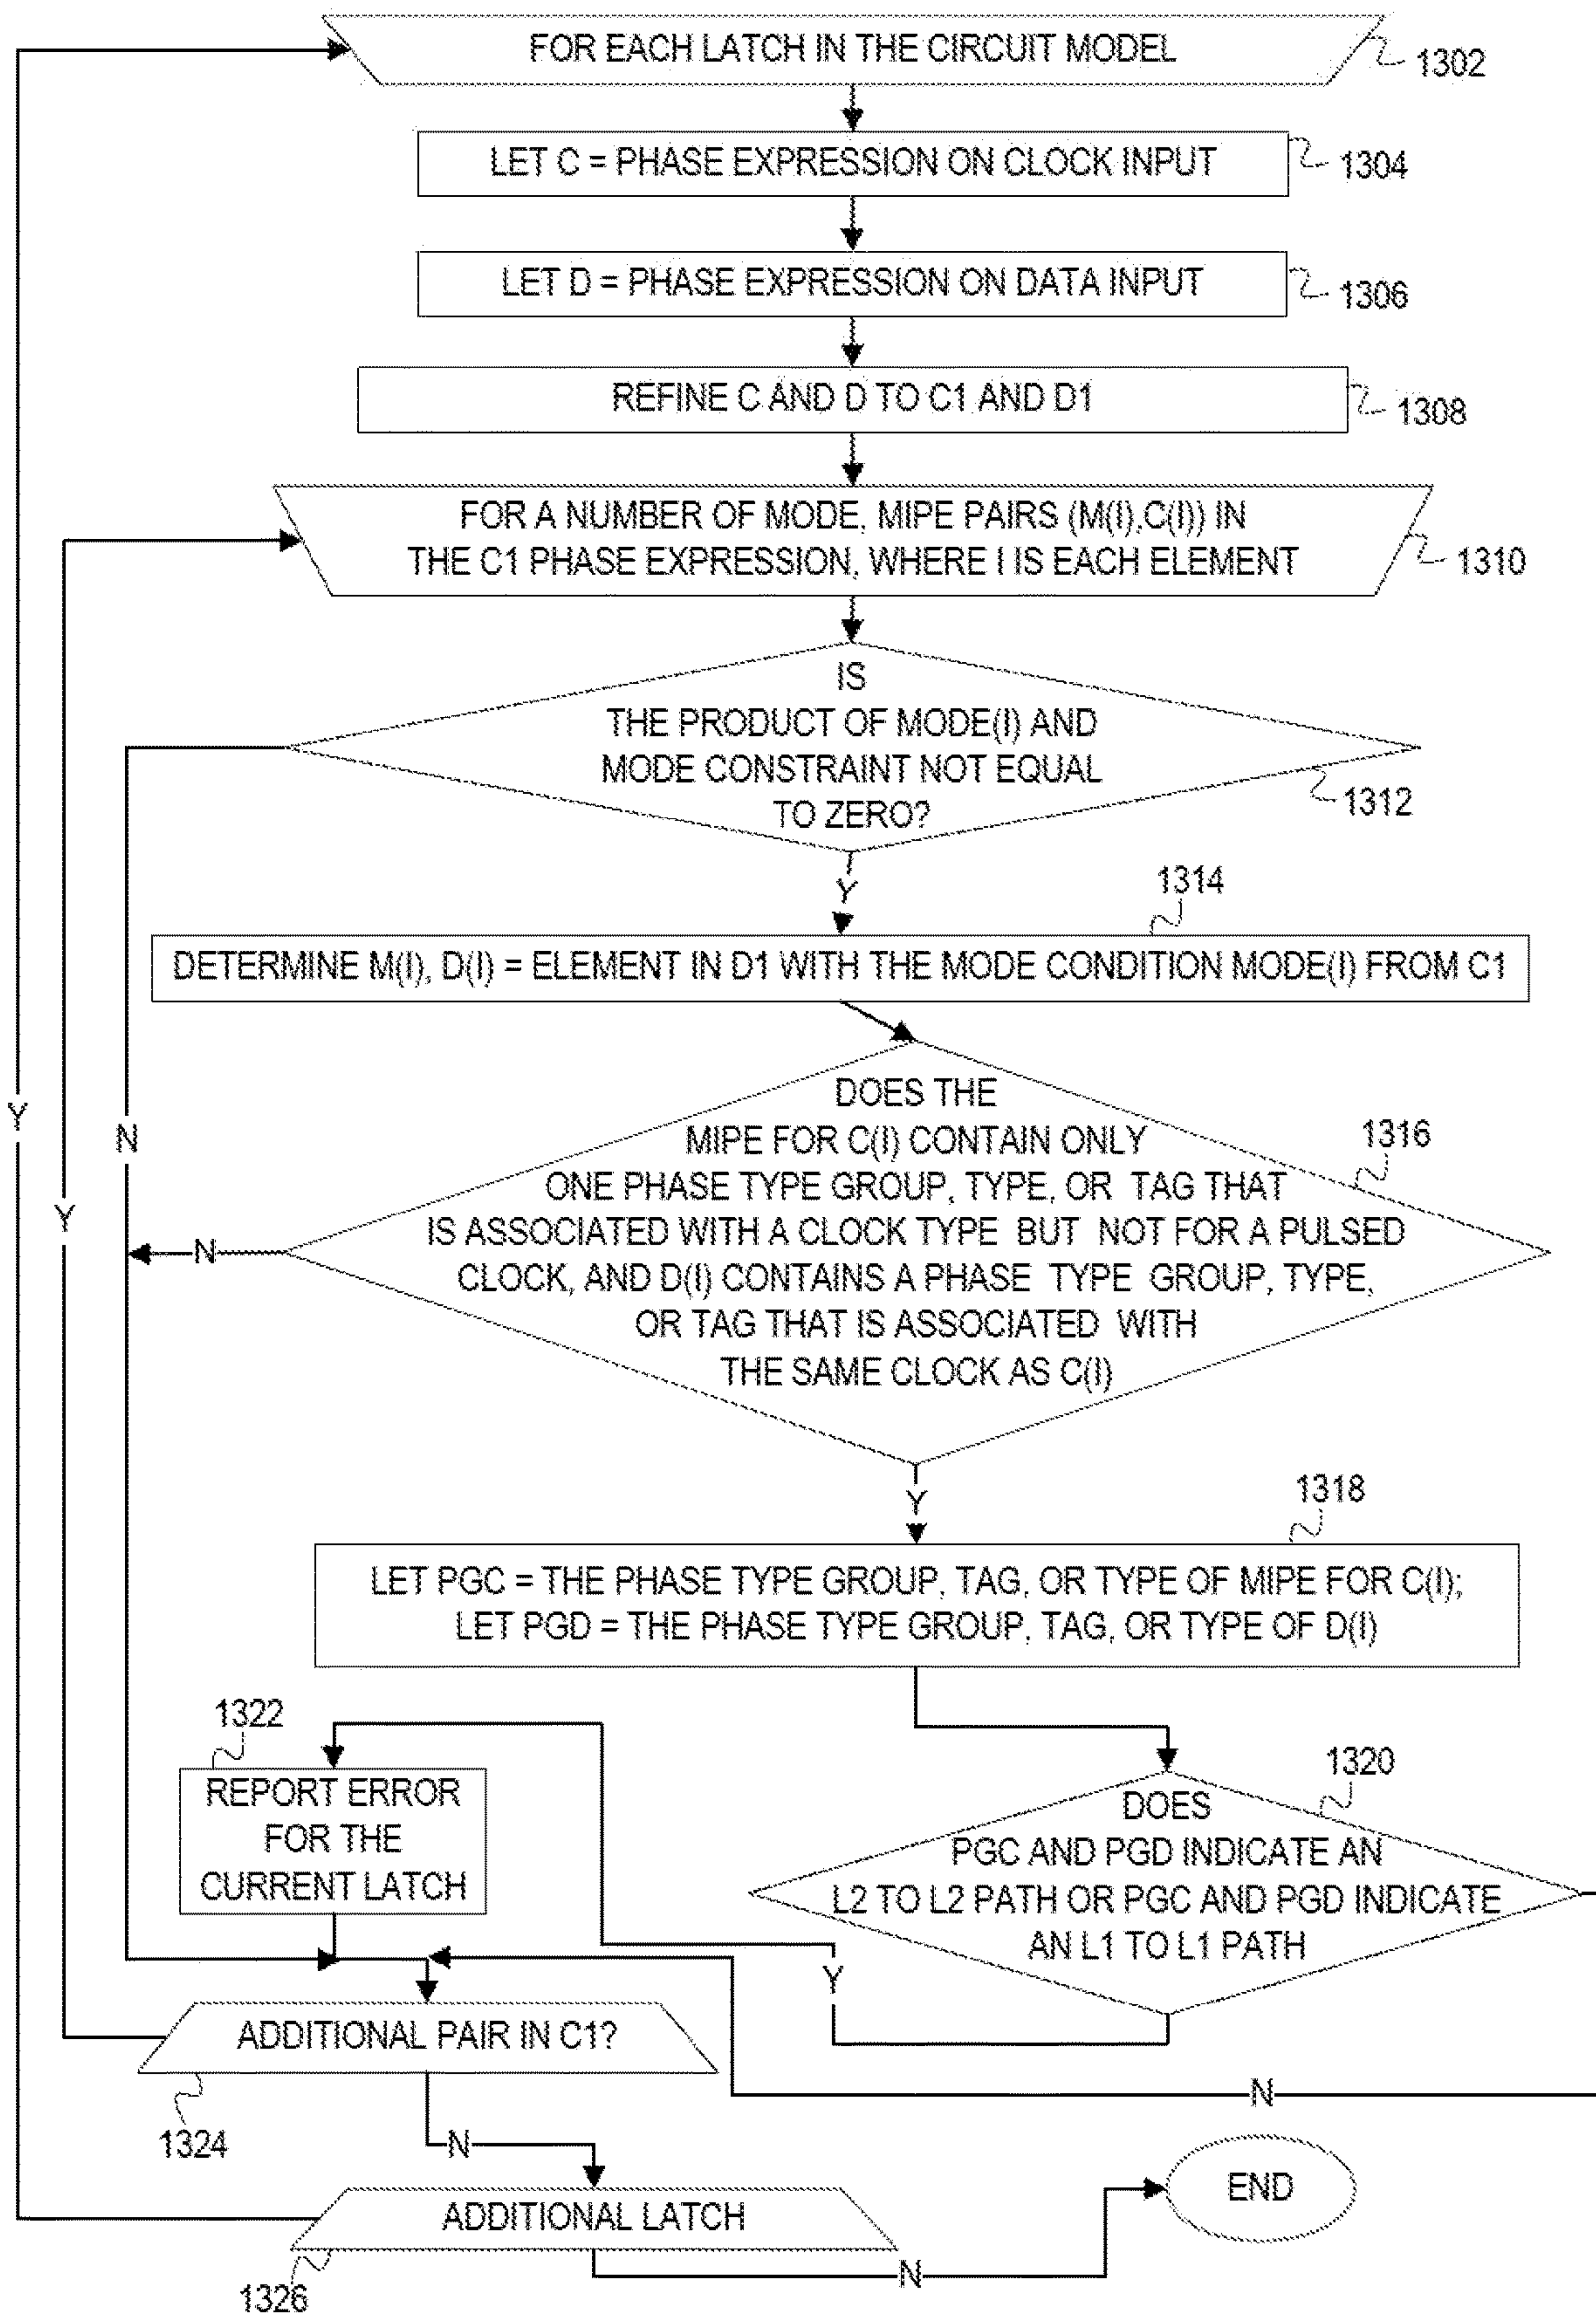 FOR EACH LATCH IN THE CIRCUIT MODEL
1302
LET C = PHASE EXPRESSION ON CLOCK INPUT
1304
LET D = PHASE EXPRESSION ON DATA INPUT
1306
REFINE C AND D TO C1 AND D1
1308
FOR A NUMBER OF MODE, MIPE PAIRS (M(I),C(I)) IN
THE C1 PHASE EXPRESSION, WHERE I IS EACH ELEMENT
1310
IS
THE PRODUCT OF MODE(I) AND
MODE CONSTRAINT NOT EQUAL
TO ZERO?
1312
Y
1314
DETERMINE M(I), D(I) = ELEMENT IN D1 WITH THE MODE CONDITION MODE(I) FROM C1
Y
N
Y
DOES THE
MIPE FOR C(I) CONTAIN ONLY
ONE PHASE TYPE GROUP, TYPE, OR TAG THAT
IS ASSOCIATED WITH A CLOCK TYPE BUT NOT FOR A PULSED
CLOCK, AND D(I) CONTAINS A PHASE TYPE GROUP, TYPE,
OR TAG THAT IS ASSOCIATED WITH
THE SAME CLOCK AS C(I)
1316
N
Y
1318
LET PGC = THE PHASE TYPE GROUP, TAG, OR TYPE OF MIPE FOR C(I);
LET PGD = THE PHASE TYPE GROUP, TAG, OR TYPE OF D(I)
1322
REPORT ERROR
FOR THE
CURRENT LATCH
1320
DOES
PGC AND PGD INDICATE AN
L2 TO L2 PATH OR PGC AND PGD INDICATE
AN L1 TO L1 PATH
Y
ADDITIONAL PAIR IN C1?
1324
N
N
ADDITIONAL LATCH
1326
N
END